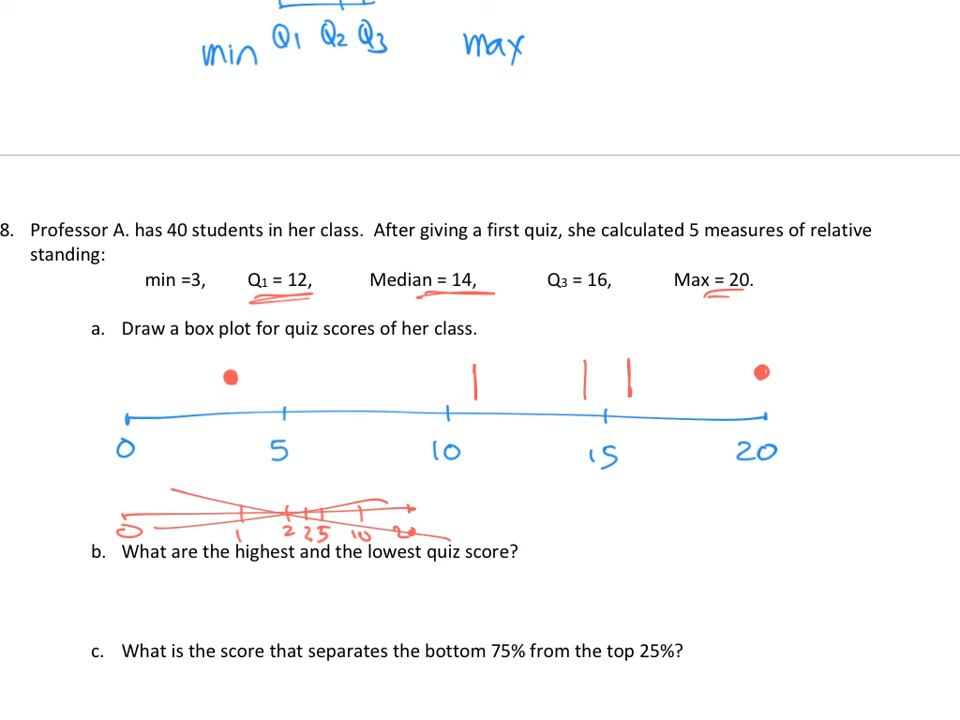 min Q1 Q2 Q3 max
8. Professor A. has 40 students in her class. After giving a first quiz, she calculated 5 measures of relative
standing:
min =3, Q1 = 12, Median = 14, Q3 = 16, Max = 20.
a. Draw a box plot for quiz scores of her class.
0 5 10 15 20
0 1 2 3 5 10 20
b. What are the highest and the lowest quiz score?
c. What is the score that separates the bottom 75% from the top 25%?